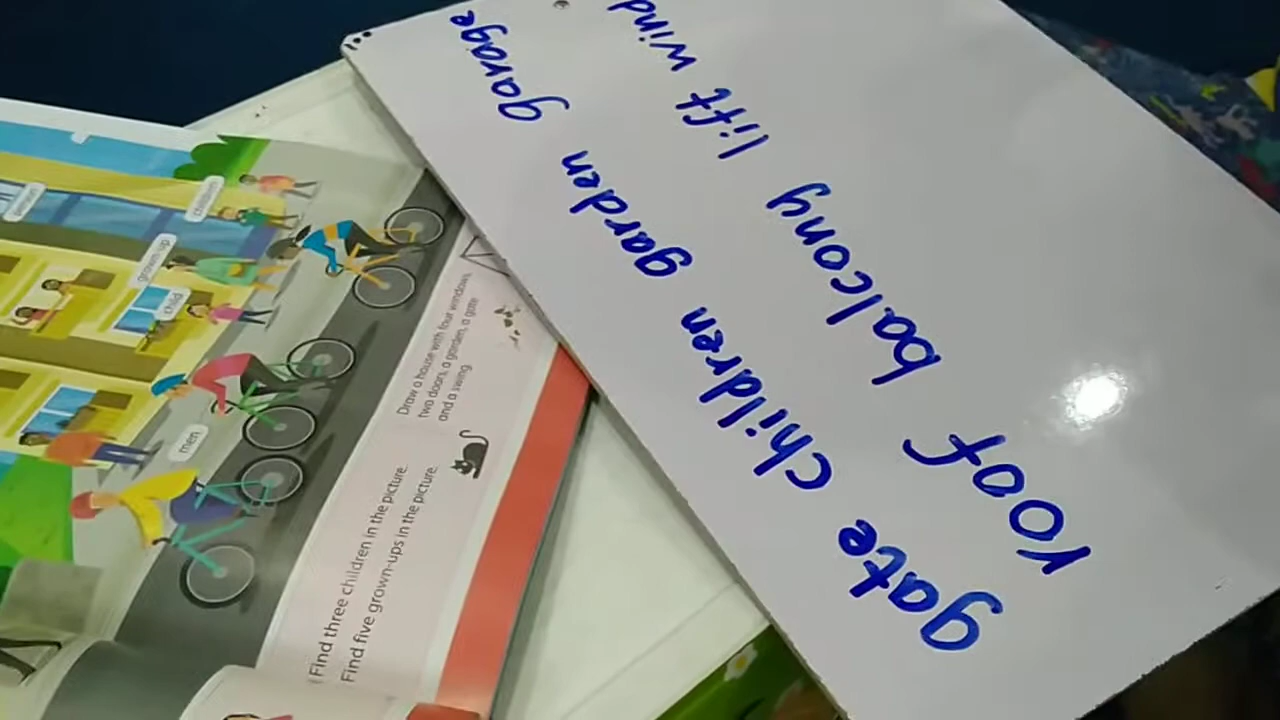 gate children garden garage
roof balcony lift wind
children
grown-up
child
men
Draw a house with four windows,
two doors, a garden, a gate
and a swing
Find three children in the picture.
Find five grown-ups in the picture.